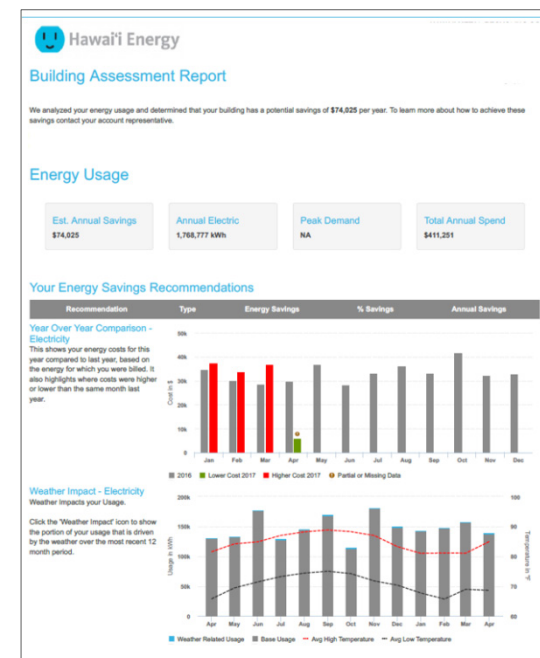 Hawai'i Energy
Building Assessment Report
We analyzed your energy usage and determined that your building has a potential savings of $74,025 per year. To learn more about how to achieve these
savings contact your account representative.
Energy Usage
Est. Annual Savings
$74,025
Annual Electric
1,768,777 kWh
Peak Demand
NA
Total Annual Spend
$411,251
Your Energy Savings Recommendations
Recommendation Type Energy Savings % Savings Annual Savings
Year Over Year Comparison -
Electricity
This shows your energy costs for this
year compared to last year, based on
the energy for which you were billed. It
also highlights where costs were higher
or lower than the same month last
year.
Cost in $
50k
40k
30k
20k
10k
0
Jan Feb Mar Apr May Jun Jul Aug Sep Oct Nov Dec
2016 Lower Cost 2017 Higher Cost 2017 Partial or Missing Data
Weather Impact - Electricity
Weather Impacts your Usage.
Click the 'Weather Impact' icon to show
the portion of your usage that is driven
by the weather over the most recent 12
month period.
Usage in kWh
200k
150k
100k
50k
0
100
90
80
70
60
Temperature in °F
Apr May Jun Jul Aug Sep Oct Nov Dec Jan Feb Mar Apr
Weather Related Usage Base Usage Avg High Temperature Avg Low Temperature